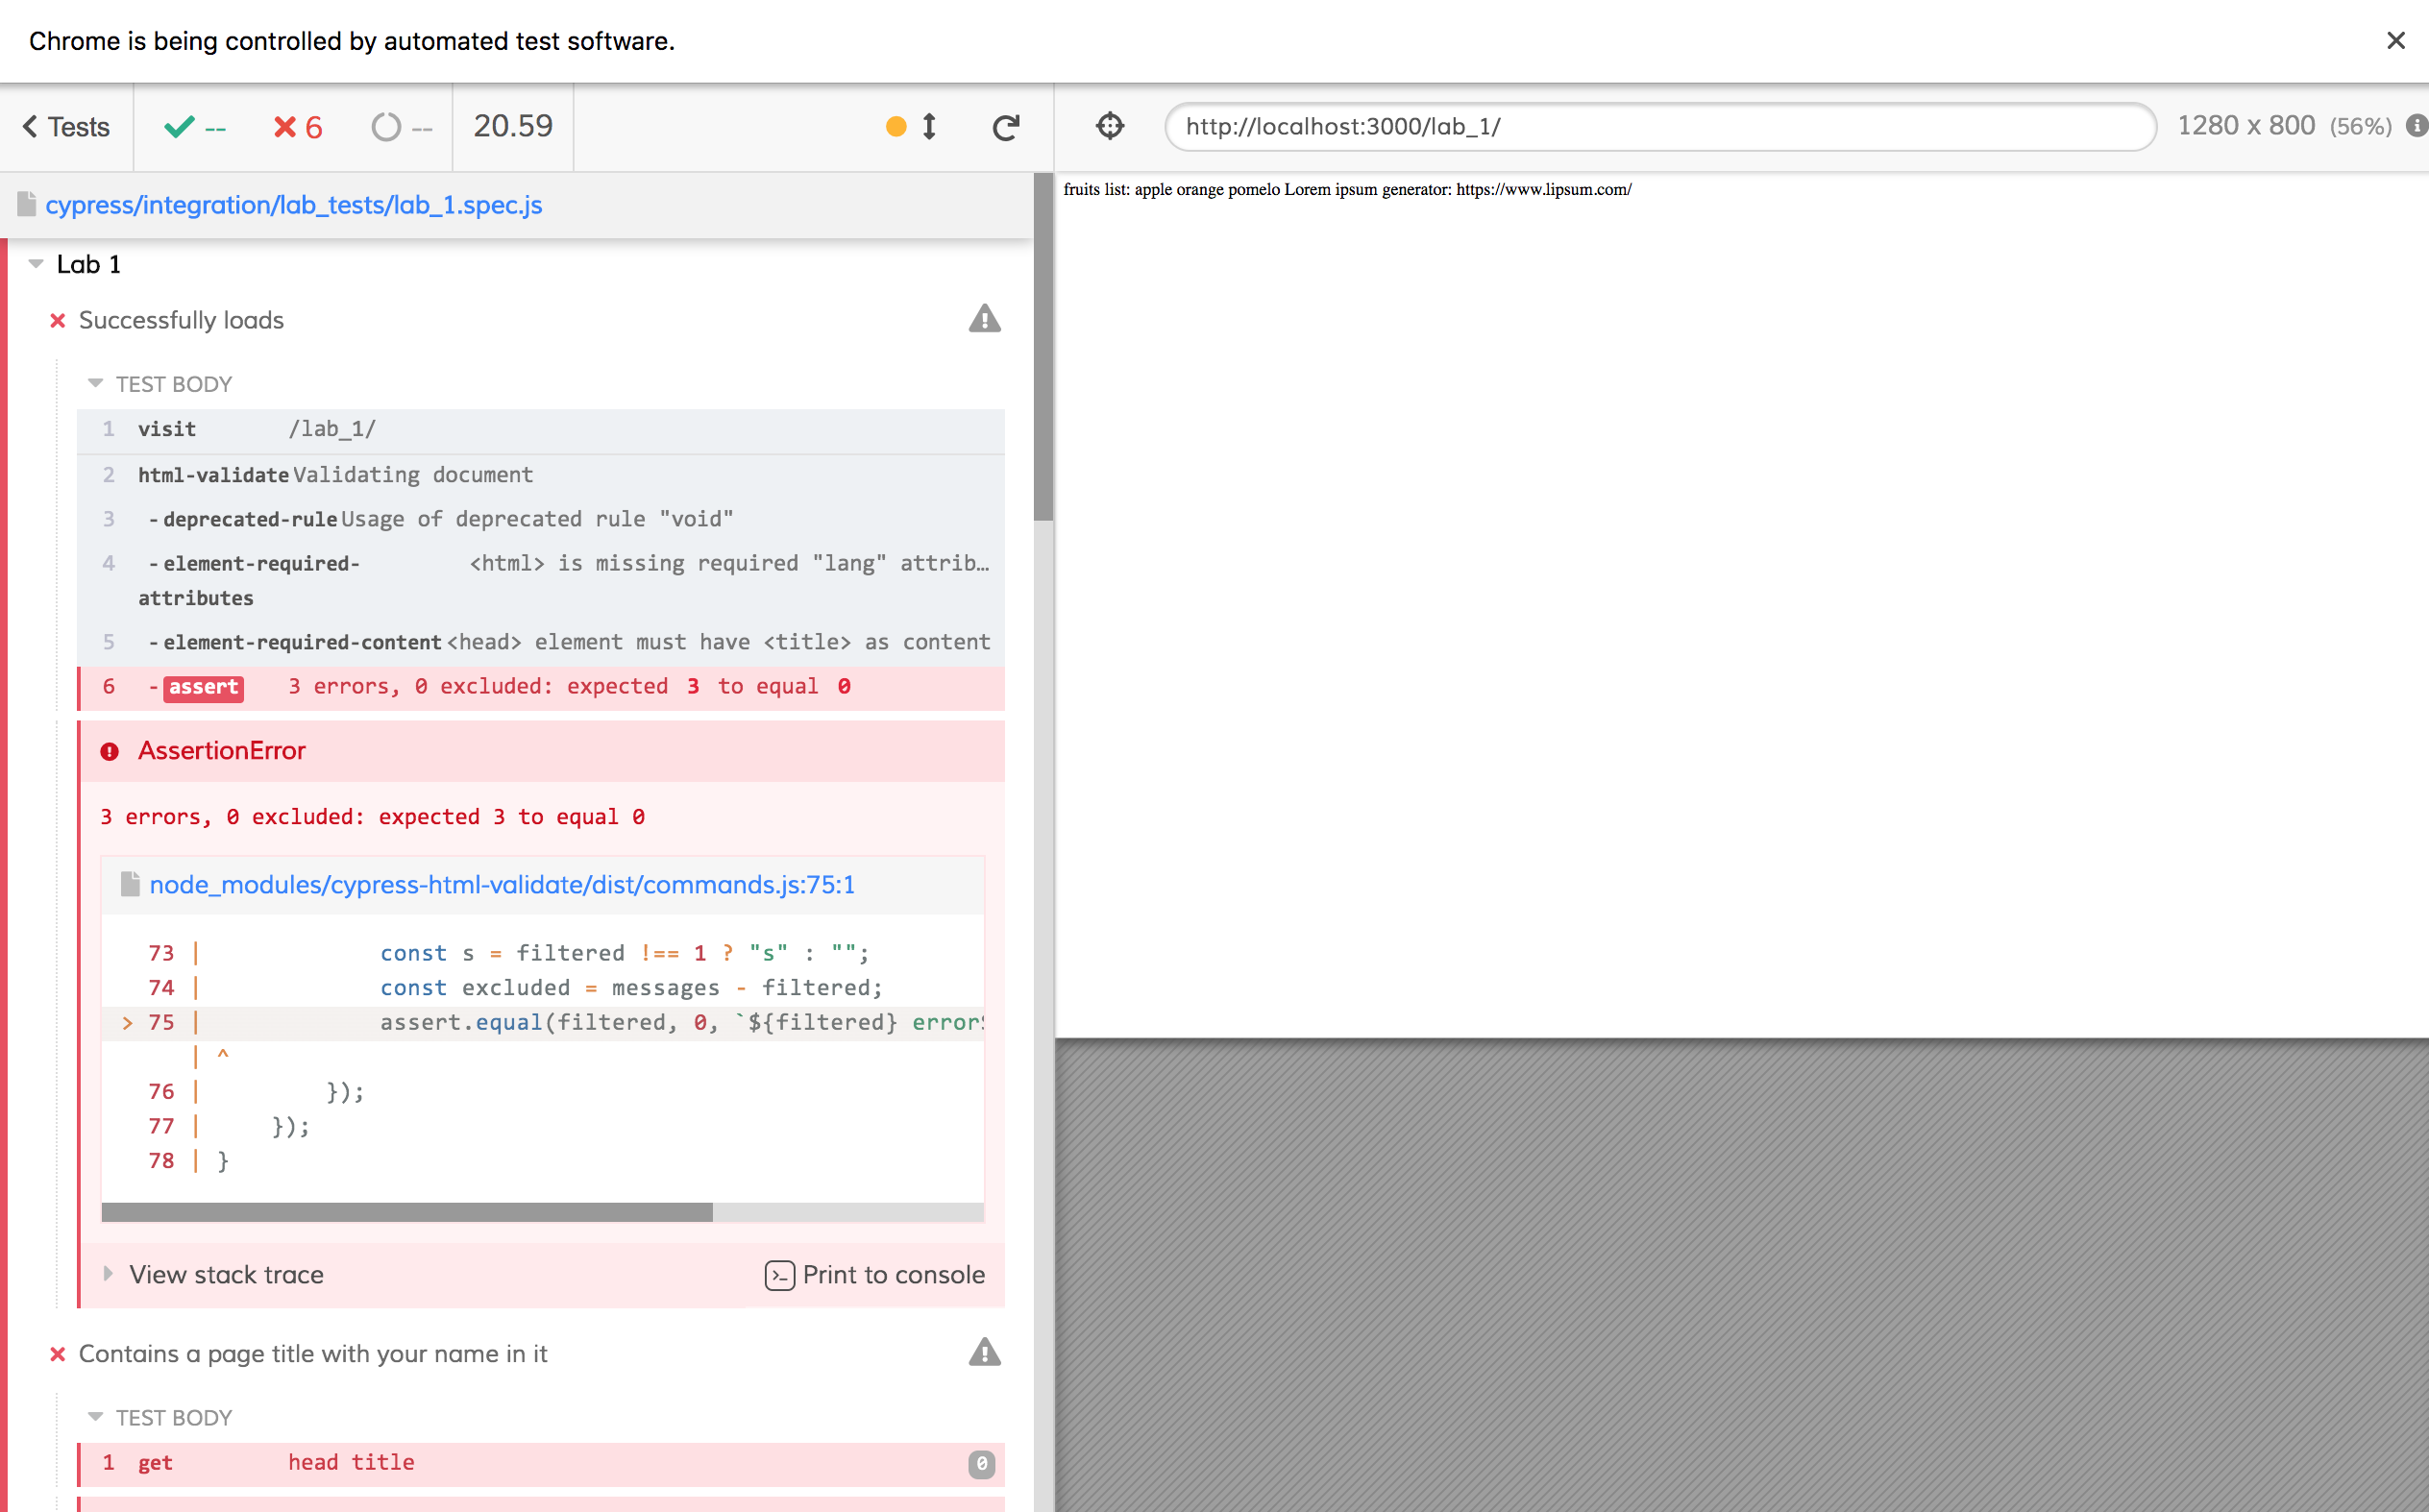 Chrome is being controlled by automated test software.
Tests
--
6
--
20.59
http://localhost:3000/lab_1/
1280 x 800 (56%)
cypress/integration/lab_tests/lab_1.spec.js
fruits list: apple orange pomelo Lorem ipsum generator: https://www.lipsum.com/
Lab 1
Successfully loads
TEST BODY
1 visit /lab_1/
2 html-validate Validating document
3 -deprecated-rule Usage of deprecated rule "void"
4 -element-required- <html> is missing required "lang" attrib…
attributes
5 -element-required-content <head> element must have <title> as content
6 -assert 3 errors, 0 excluded: expected 3 to equal 0
AssertionError
3 errors, 0 excluded: expected 3 to equal 0
node_modules/cypress-html-validate/dist/commands.js:75:1
73 | const s = filtered !== 1 ? "s" : "";
74 | const excluded = messages - filtered;
> 75 | assert.equal(filtered, 0, `${filtered} error
| ^
76 | });
77 | });
78 | }
View stack trace
Print to console
Contains a page title with your name in it
TEST BODY
1 get head title 0